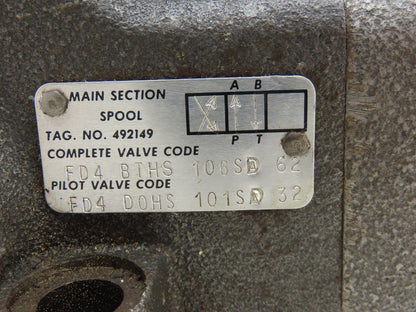 A B
MAIN SECTION
SPOOL
TAG. NO. 492149
P T
COMPLETE VALVE CODE
FD4 BTHS 106SD 62
PILOT VALVE CODE
FD4 DOHS 101SA 32